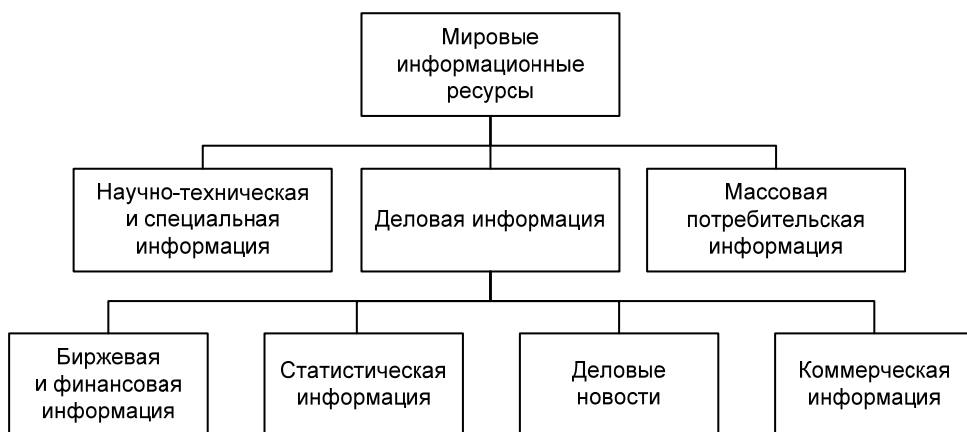 Мировые
информационные
ресурсы
Научно-техническая
и специальная
информация
Деловая информация
Массовая
потребительская
информация
Биржевая
и финансовая
информация
Статистическая
информация
Деловые
новости
Коммерческая
информация